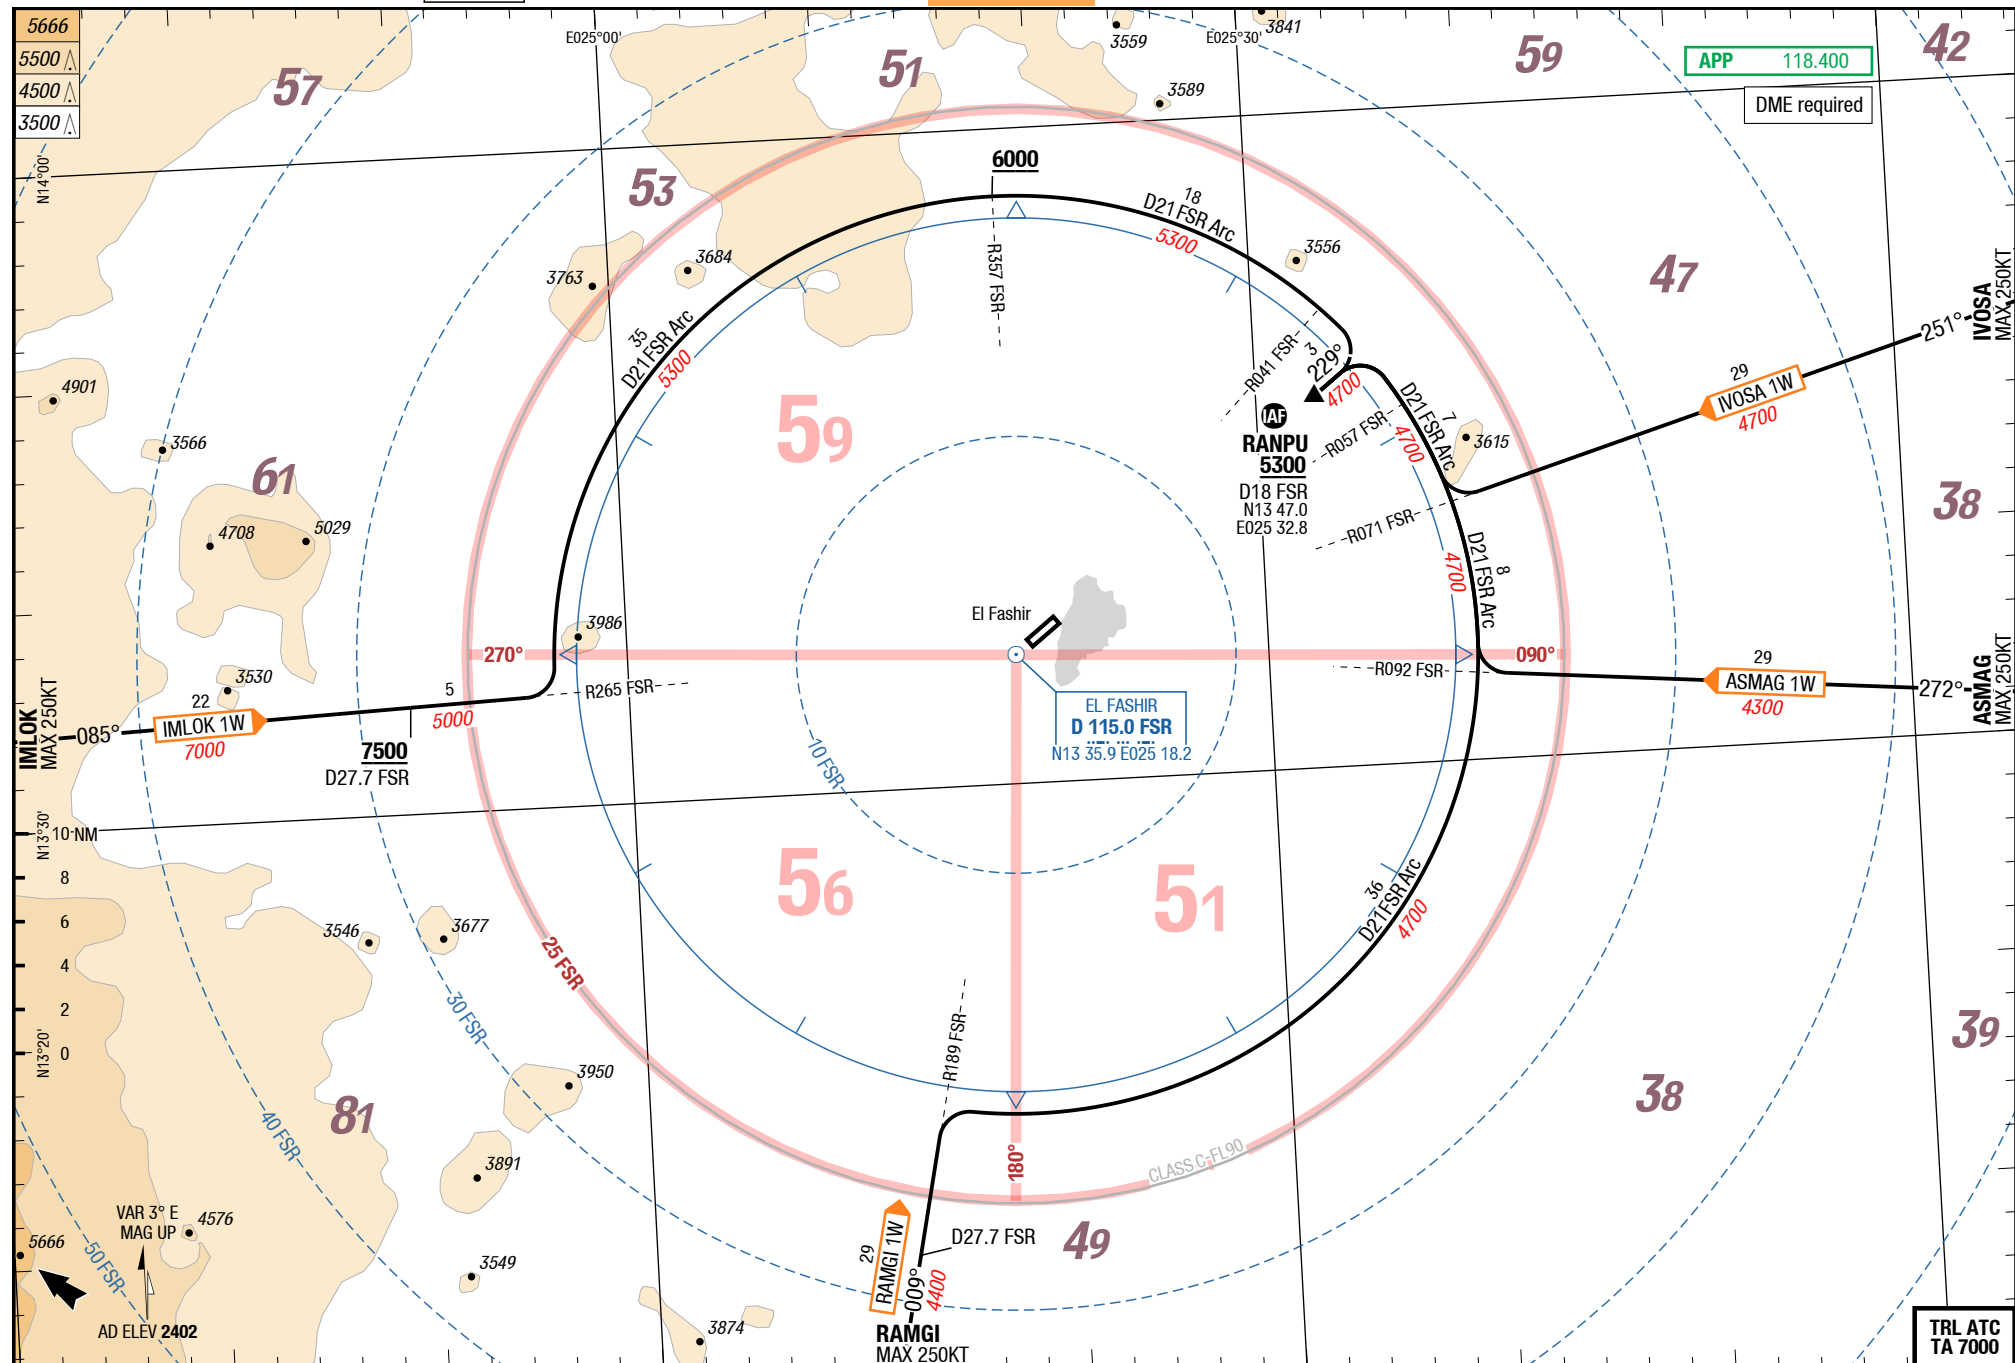 5666
5500
4500
3500
57
51
59
42
E025°00'
E025°30'
3559
3841
3589
APP 118.400
DME required
N14°00'
53
6000
18
D21 FSR Arc
5300
R357 FSR
3556
47
3763
3684
35
D21 FSR Arc
5300
IVOSA
MAX 250KT
251°
29
IVOSA 1W
4700
4901
3566
61
4708
5029
59
R041 FSR
3
229°
4700
IAF
RANPU
5300
D18 FSR
N13 47.0
E025 32.8
R057 FSR
7
D21 FSR Arc
4700
3615
R071 FSR
38
8
D21 FSR Arc
4700
El Fashir
3986
270°
090°
R265 FSR
R092 FSR
3530
IMLOK
MAX 250KT
085°
22
IMLOK 1W
7000
5
5000
7500
D27.7 FSR
EL FASHIR
D 115.0 FSR
N13 35.9 E025 18.2
29
ASMAG 1W
4300
272°
ASMAG
MAX 250KT
10 FSR
N13°30'
10 NM
8
6
4
2
0
N13°20'
56
51
36
D21 FSR Arc
4700
3546
3677
25 FSR
30 FSR
40 FSR
50 FSR
R189 FSR
39
38
3950
81
3891
180°
CLASS C-FL90
VAR 3° E
MAG UP
4576
5666
3549
AD ELEV 2402
3874
29
RAMGI 1W
009°
4400
D27.7 FSR
49
RAMGI
MAX 250KT
TRL ATC
TA 7000